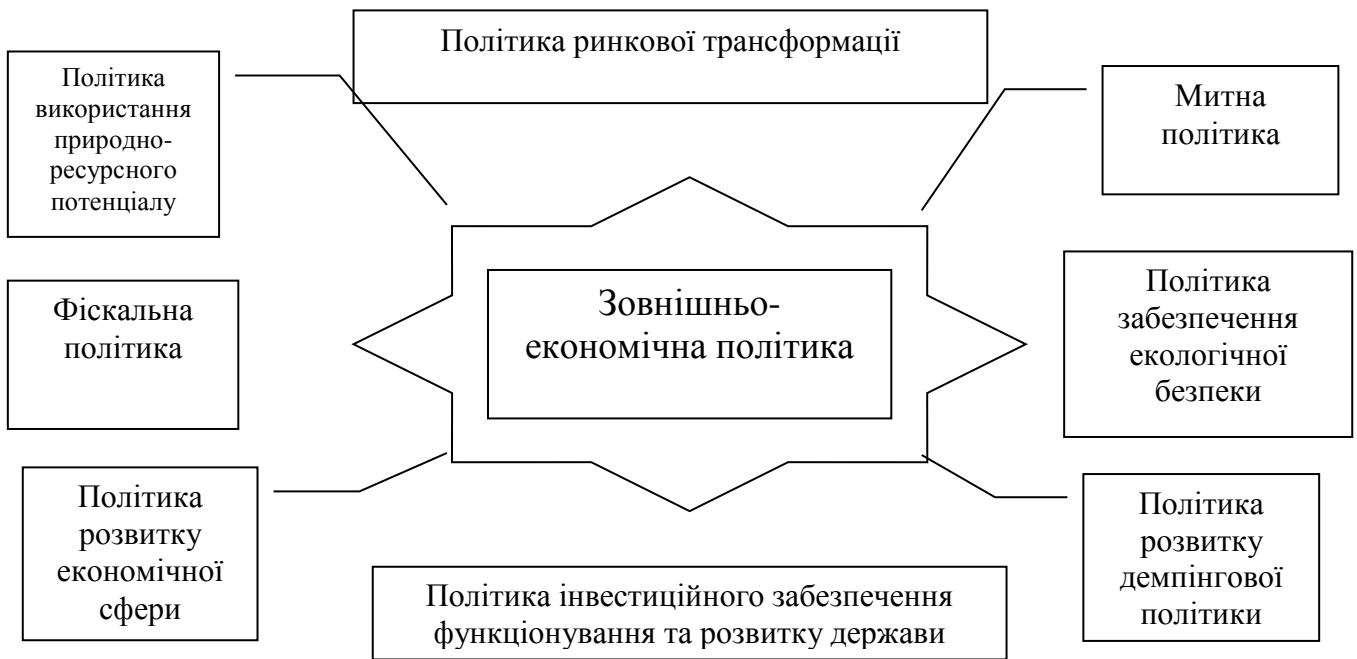 Політика ринкової трансформації
Політика
використання
природно-
ресурсного
потенціалу
Митна
політика
Фіскальна
політика
Зовнішньо-
економічна політика
Політика
забезпечення
екологічної
безпеки
Політика
розвитку
економічної
сфери
Політика інвестиційного забезпечення
функціонування та розвитку держави
Політика
розвитку
демпінгової
політики